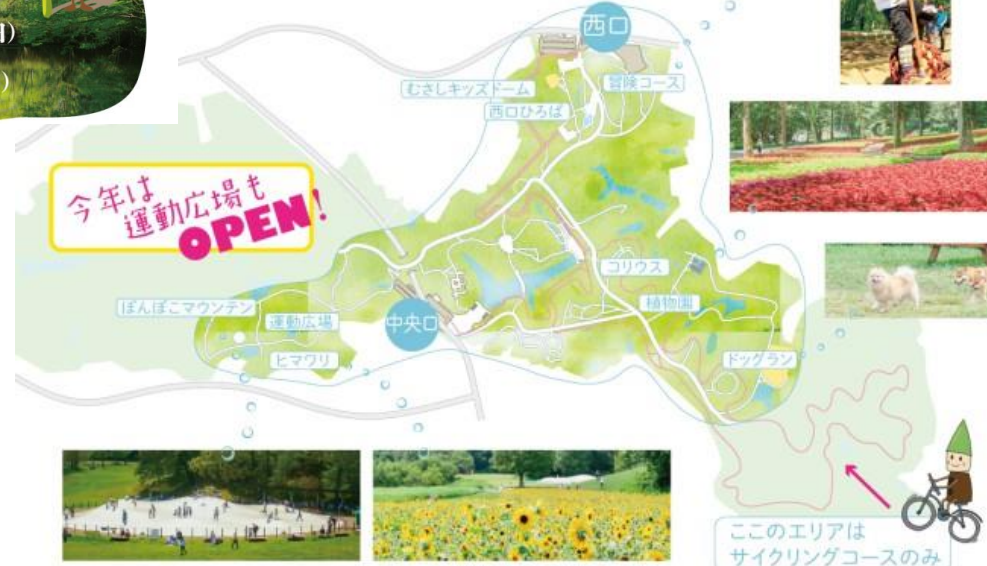 西口
むさしキッズドーム
冒険コース
西口ひろば
今年は
運動広場も
OPEN!
コリウス
植物園
ぽんぽこマウンテン
運動広場
中央口
ヒマワリ
ドッグラン
ここのエリアは
サイクリングコースのみ